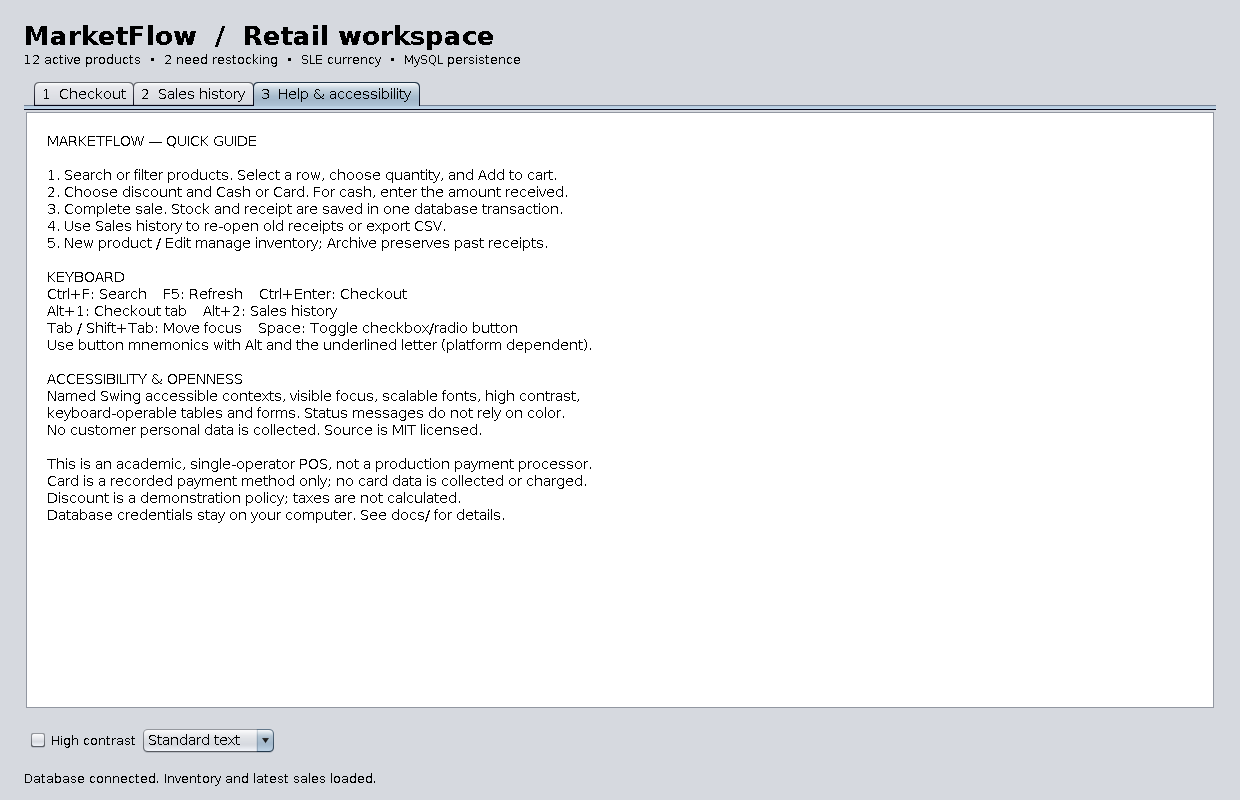 MarketFlow / Retail workspace
12 active products • 2 need restocking • SLE currency • MySQL persistence
1 Checkout 2 Sales history 3 Help & accessibility
MARKETFLOW — QUICK GUIDE
1. Search or filter products. Select a row, choose quantity, and Add to cart.
2. Choose discount and Cash or Card. For cash, enter the amount received.
3. Complete sale. Stock and receipt are saved in one database transaction.
4. Use Sales history to re-open old receipts or export CSV.
5. New product / Edit manage inventory; Archive preserves past receipts.
KEYBOARD
Ctrl+F: Search F5: Refresh Ctrl+Enter: Checkout
Alt+1: Checkout tab Alt+2: Sales history
Tab / Shift+Tab: Move focus Space: Toggle checkbox/radio button
Use button mnemonics with Alt and the underlined letter (platform dependent).
ACCESSIBILITY & OPENNESS
Named Swing accessible contexts, visible focus, scalable fonts, high contrast,
keyboard-operable tables and forms. Status messages do not rely on color.
No customer personal data is collected. Source is MIT licensed.
This is an academic, single-operator POS, not a production payment processor.
Card is a recorded payment method only; no card data is collected or charged.
Discount is a demonstration policy; taxes are not calculated.
Database credentials stay on your computer. See docs/ for details.
High contrast Standard text
Database connected. Inventory and latest sales loaded.